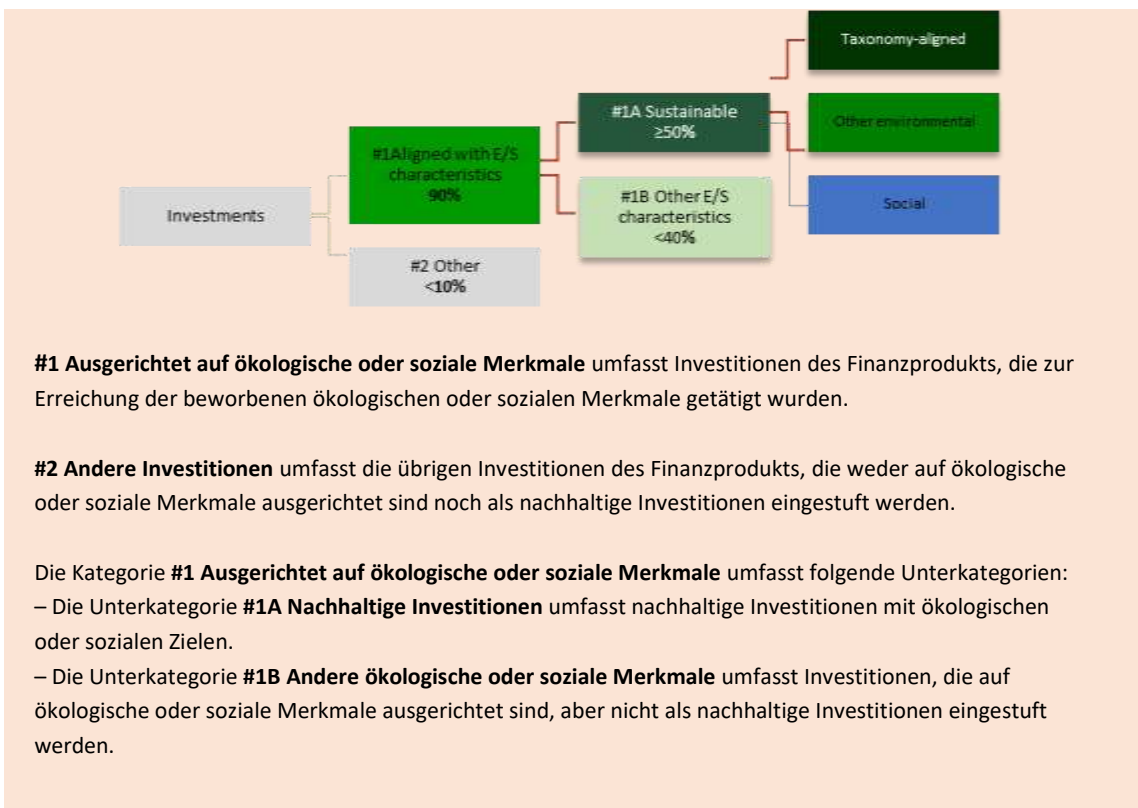 Taxonomy-aligned
#1A Sustainable
≥50%
Other environmental
#1Aligned with E/S
characteristics
90%
#1B Other E/S
characteristics
<40%
Social
Investments
#2 Other
<10%
#1 Ausgerichtet auf ökologische oder soziale Merkmale umfasst Investitionen des Finanzprodukts, die zur
Erreichung der beworbenen ökologischen oder sozialen Merkmale getätigt wurden.
#2 Andere Investitionen umfasst die übrigen Investitionen des Finanzprodukts, die weder auf ökologische
oder soziale Merkmale ausgerichtet sind noch als nachhaltige Investitionen eingestuft werden.
Die Kategorie #1 Ausgerichtet auf ökologische oder soziale Merkmale umfasst folgende Unterkategorien:
– Die Unterkategorie #1A Nachhaltige Investitionen umfasst nachhaltige Investitionen mit ökologischen
oder sozialen Zielen.
– Die Unterkategorie #1B Andere ökologische oder soziale Merkmale umfasst Investitionen, die auf
ökologische oder soziale Merkmale ausgerichtet sind, aber nicht als nachhaltige Investitionen eingestuft
werden.